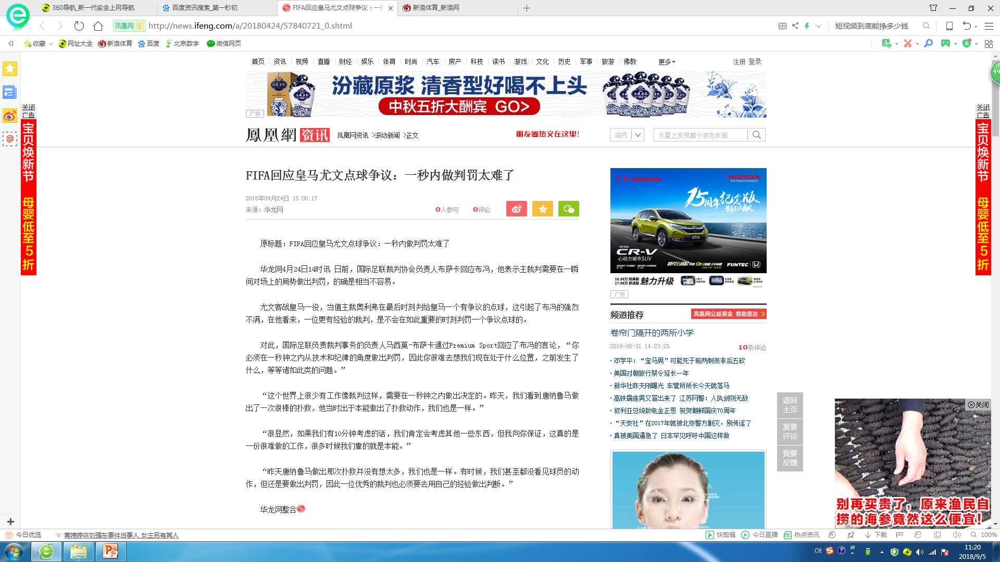 360导航_新一代安全上网导航
百度资讯搜索_第一秒初
FIFA回应皇马尤文点球争议：一秒
新浪体育_新浪网
凤凰网 证
http://news.ifeng.com/a/20180424/57840721_0.shtml
短视频到底能挣多少钱
收藏
网址大全
新浪体育
百度
北京数字
微信网页
首页 资讯 视频 直播 财经 娱乐 体育 时尚 汽车 房产 科技 读书 游戏 文化 历史 军事 旅游 佛教 更多
注册 登录
汾藏原浆 清香型好喝不上头
中秋五折大酬宾 GO>
广告
关闭
广告
宝贝焕新节 母婴低至5折
关闭
广告
宝贝焕新节 母婴低至5折
49
鳳凰網 资讯
凤凰网资讯 >滚动新闻 >正文
朋友圈热文在这里！
站内
火星上发现首个液态水湖
FIFA回应皇马尤文点球争议：一秒内做判罚太难了
2018年04月24日 15:00:17
来源：华龙网
0人参与 0评论
原标题：FIFA回应皇马尤文点球争议：一秒内做判罚太难了
华龙网4月24日14时讯 日前，国际足联裁判协会负责人布萨卡回应布冯，他表示主裁判需要在一瞬
间对场上的局势做出判罚，的确是相当不容易。
尤文客战皇马一役，当值主裁奥利弗在最后时刻判给皇马一个有争议的点球，这引起了布冯的强烈
不满，在他看来，一位更有经验的裁判，是不会在如此重要的时刻判罚一个争议点球的。
对此，国际足联负责裁判事务的负责人马西莫-布萨卡通过Premium Sport回应了布冯的言论，“你
必须在一秒钟之内从技术和纪律的角度做出判罚，因此你很难去想我们现在处于什么位置，之前发生了
什么，等等诸如此类的问题。”
“这个世界上很少有工作像裁判这样，需要在一秒钟之内做出决定的。昨天，我们看到唐纳鲁马做
出了一次很棒的扑救，他当时出于本能做出了扑救动作，我们也是一样。”
“很显然，如果我们有10分钟考虑的话，我们肯定会考虑其他一些东西，但我向你保证，这真的是
一份很难做的工作，很多时候我们靠的就是本能。”
“昨天唐纳鲁马做出那次扑救并没有想太多，我们也是一样。有时候，我们甚至都没看见球员的动
作，但还是要做出判罚，因此一位优秀的裁判也必须要去用自己的经验做出判断。”
华龙网整合
HONDA
HONDA
The Power of Dreams
15周年纪念版
All New
CR-V
心动力城市SUV
SPORT TURBO | SPORT HYBRID
FUNTEC
16.98万 经典版
17.98万 舒适版
魅力升级
广告
频道推荐
凤凰网公益基金 救助直达
卷帘门隔开的两所小学
2018-08-31 14:23:25
10条评论
· 邓学平：“宝马男”可能死于前两刺而非后五砍
· 美国对朝旅行禁令延长一年
· 新华社昨天刚曝光 车管所所长今天就落马
· 高铁霸座男又冒出来了 江苏网警：人执剑则无敌
· 叙利亚总统致电金正恩 祝贺朝鲜国庆70周年
· “天安社”在2017年就被北京警方剿灭，别传谣了
· 真被美国逼急了 日本罕见呼吁中国这样做
返回
主页
发表
评论
我要
反馈
关闭
别再买贵了，原来渔民自
捞的海参竟然这么便宜！
今日优选
蒋娉婷非刘强东事件当事人 女主另有其人
快剪辑
今日直播
热点资讯
下载
100%
CH
11:20
2018/9/5